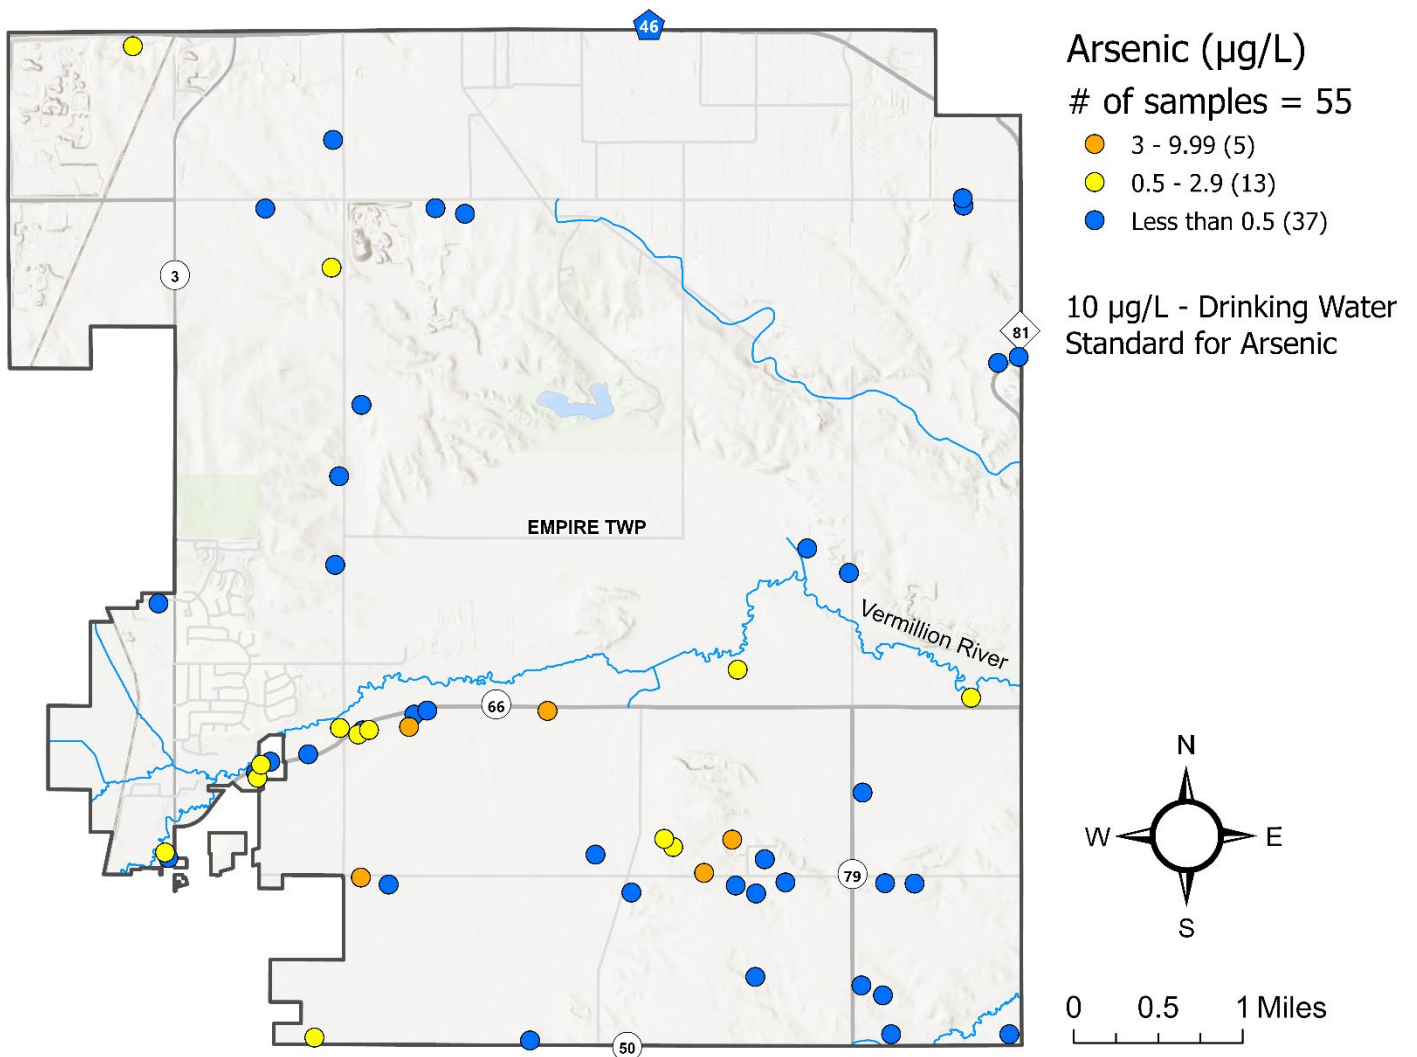 46
Arsenic (µg/L)
# of samples = 55
3 - 9.99 (5)
0.5 - 2.9 (13)
Less than 0.5 (37)
3
10 µg/L - Drinking Water
Standard for Arsenic
81
EMPIRE TWP
Vermillion River
66
N
W
E
S
79
0 0.5 1 Miles
50